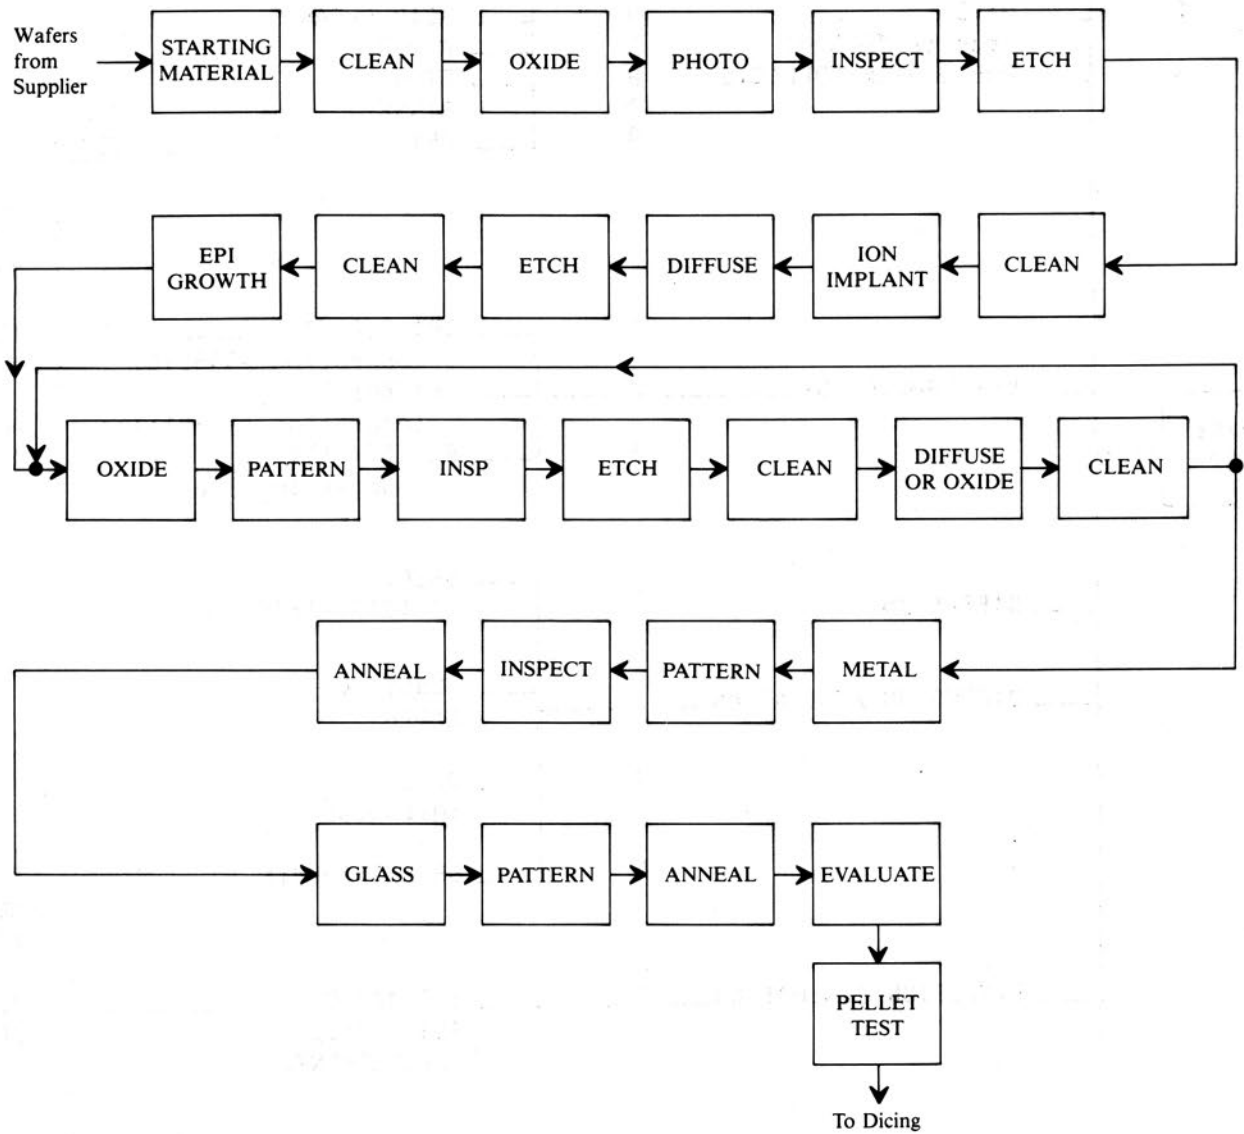 Wafers
from
Supplier
STARTING
MATERIAL
CLEAN
OXIDE
PHOTO
INSPECT
ETCH
EPI
GROWTH
CLEAN
ETCH
DIFFUSE
ION
IMPLANT
CLEAN
OXIDE
PATTERN
INSP
ETCH
CLEAN
DIFFUSE
OR OXIDE
CLEAN
ANNEAL
INSPECT
PATTERN
METAL
GLASS
PATTERN
ANNEAL
EVALUATE
PELLET
TEST
To Dicing